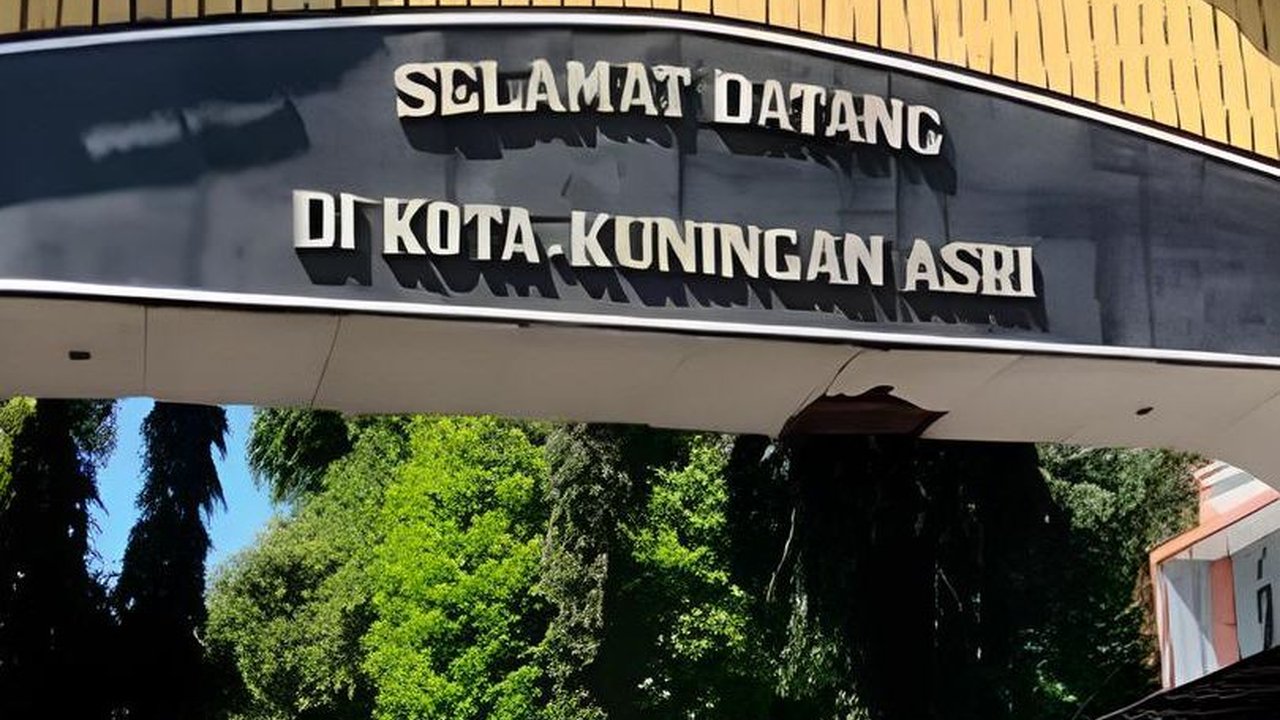 SELAMAT DATANG
DI KOTA KUNINGAN ASRI